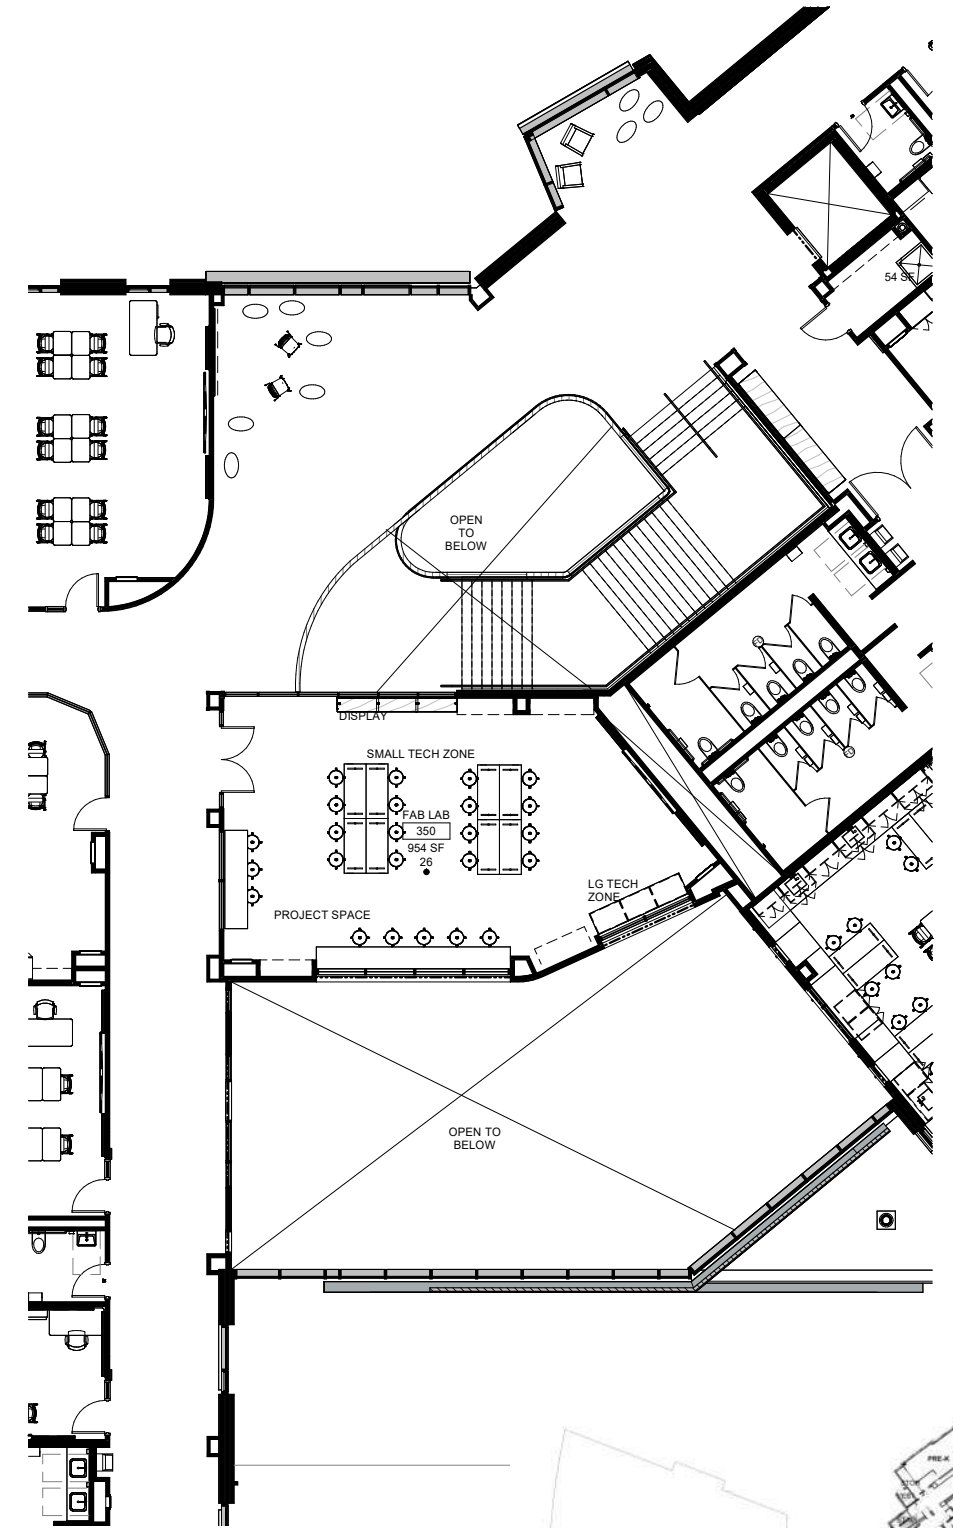 54 SF
OPEN
TO
BELOW
DISPLAY
SMALL TECH ZONE
FAB LAB
350
954 SF
26
LG TECH
ZONE
PROJECT SPACE
OPEN TO
BELOW
PRE-K